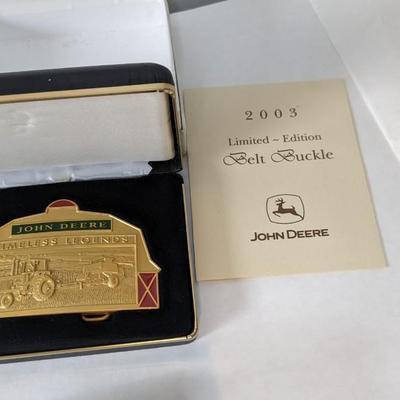 JOHN DEERE
TIMELESS LEGENDS
2003
Limited ~ Edition
Belt Buckle
JOHN DEERE